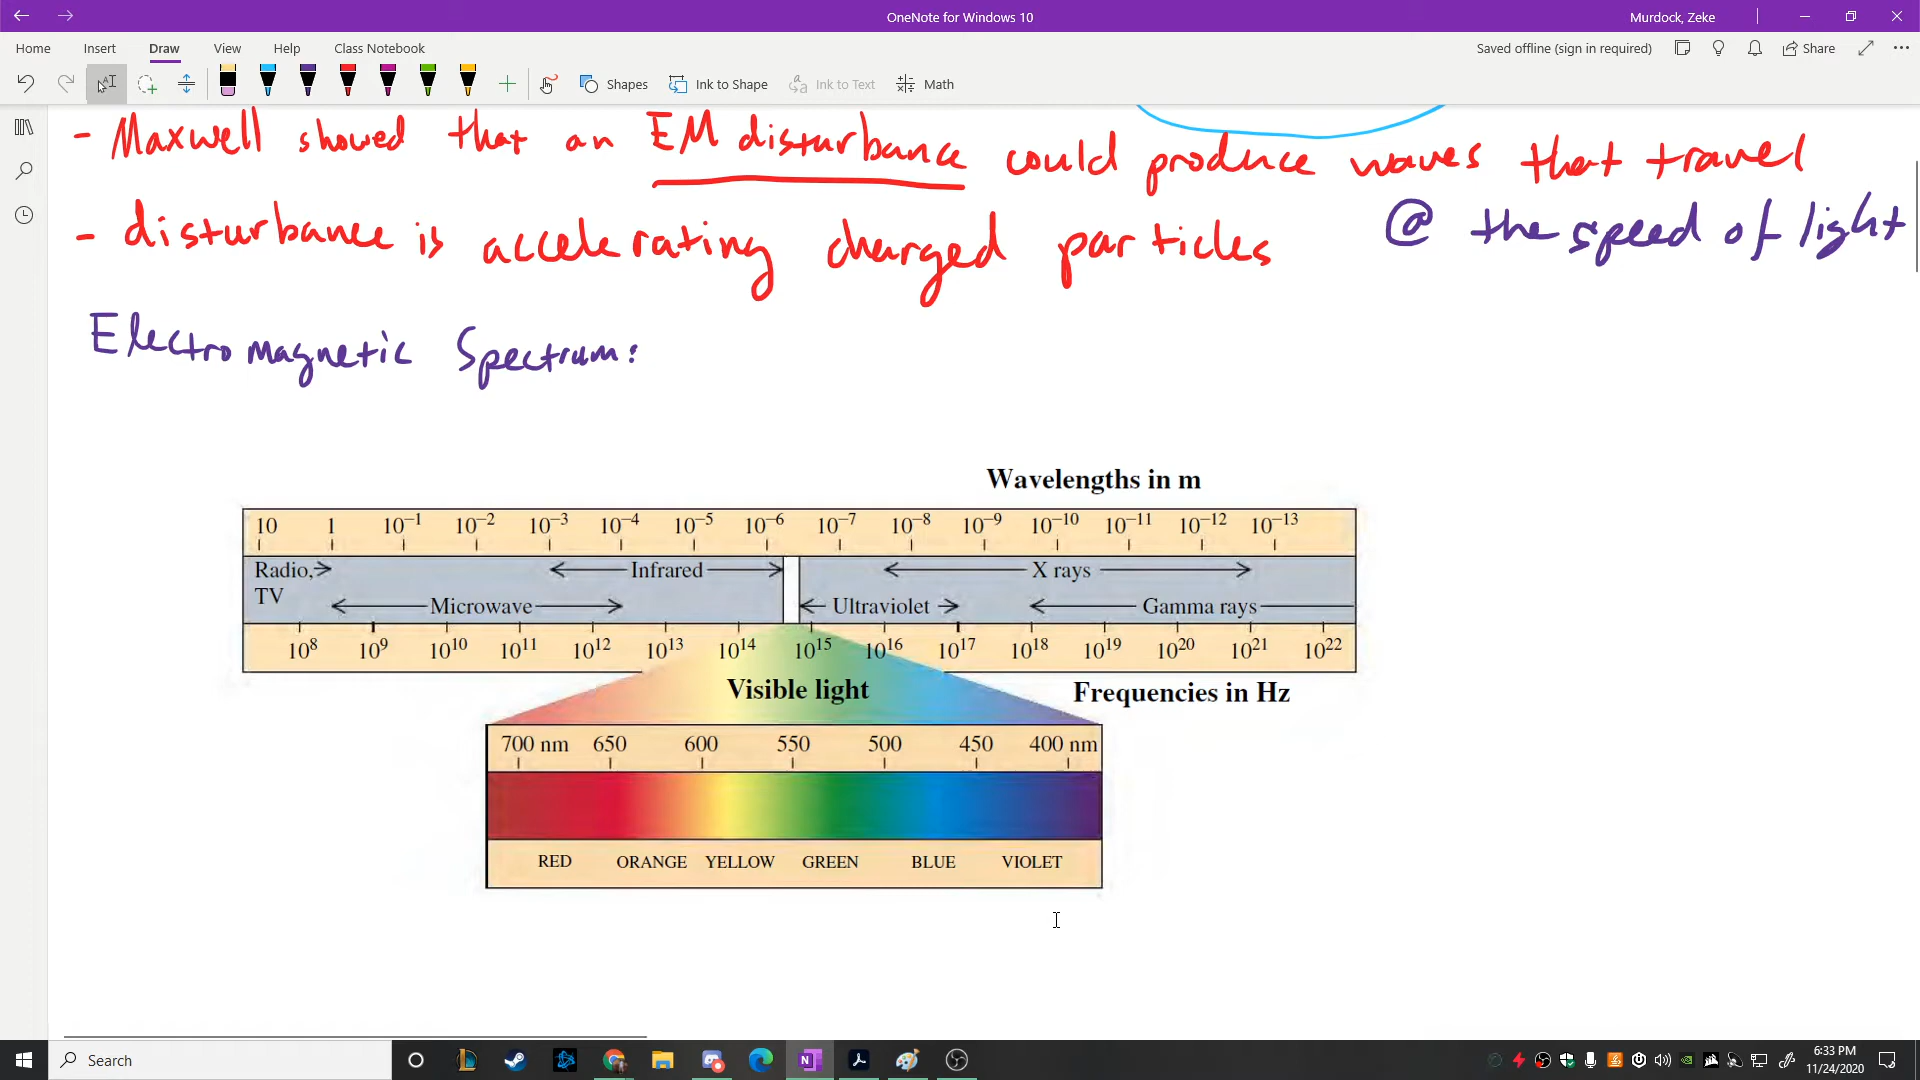 OneNote for Windows 10
Murdock, Zeke
Home Insert Draw View Help Class Notebook
Saved offline (sign in required) Share
Shapes Ink to Shape Ink to Text Math
- Maxwell showed that an EM disturbance could produce waves that travel
@ the speed of light
- disturbance is accelerating charged particles
Electromagnetic Spectrum:
Wavelengths in m
10 1 10⁻¹ 10⁻² 10⁻³ 10⁻⁴ 10⁻⁵ 10⁻⁶ 10⁻⁷ 10⁻⁸ 10⁻⁹ 10⁻¹⁰ 10⁻¹¹ 10⁻¹² 10⁻¹³
Radio, Infrared X rays
TV Microwave Ultraviolet Gamma rays
10⁸ 10⁹ 10¹⁰ 10¹¹ 10¹² 10¹³ 10¹⁴ 10¹⁵ 10¹⁶ 10¹⁷ 10¹⁸ 10¹⁹ 10²⁰ 10²¹ 10²²
Visible light Frequencies in Hz
700 nm 650 600 550 500 450 400 nm
RED ORANGE YELLOW GREEN BLUE VIOLET
Search
6:33 PM
11/24/2020